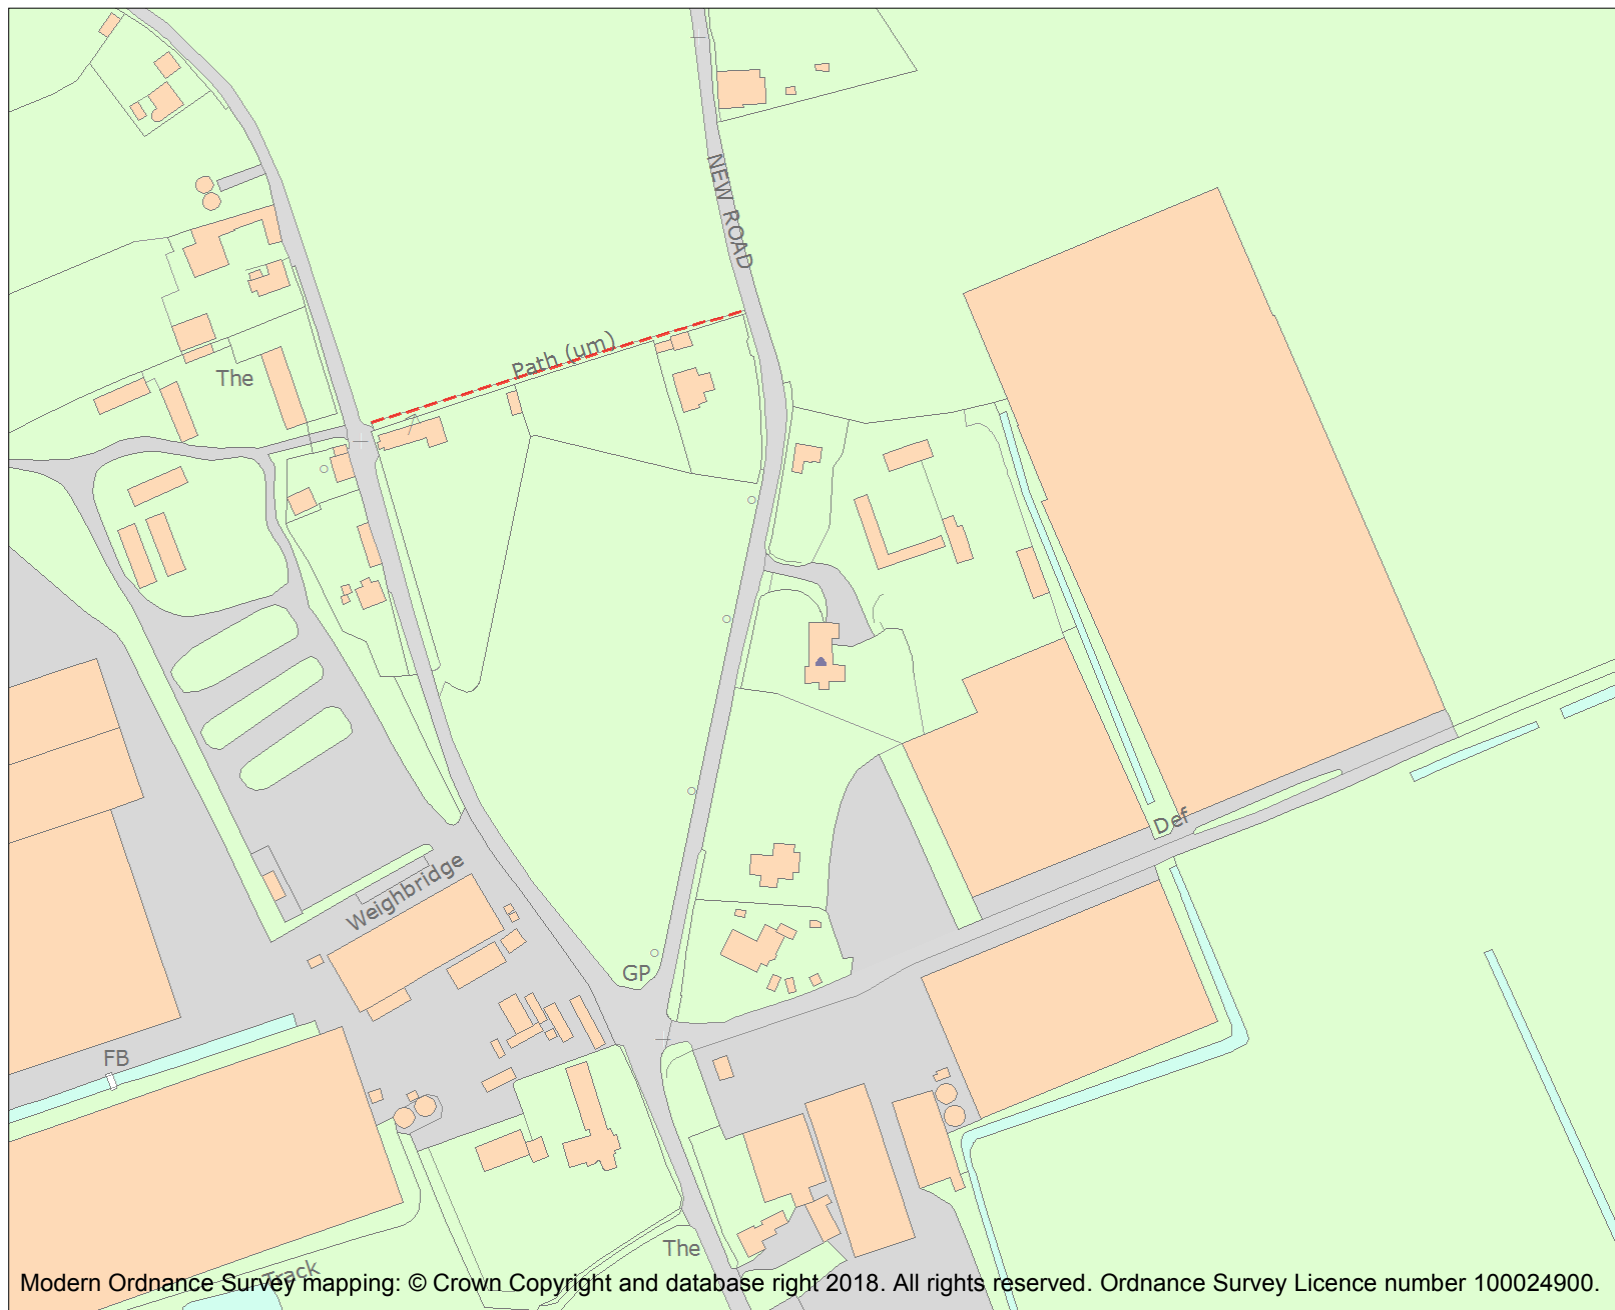 NEW ROAD
Path (um)
The
Def
Weighbridge
GP
FB
The
Track
Modern Ordnance Survey mapping: © Crown Copyright and database right 2018. All rights reserved. Ordnance Survey Licence number 100024900.